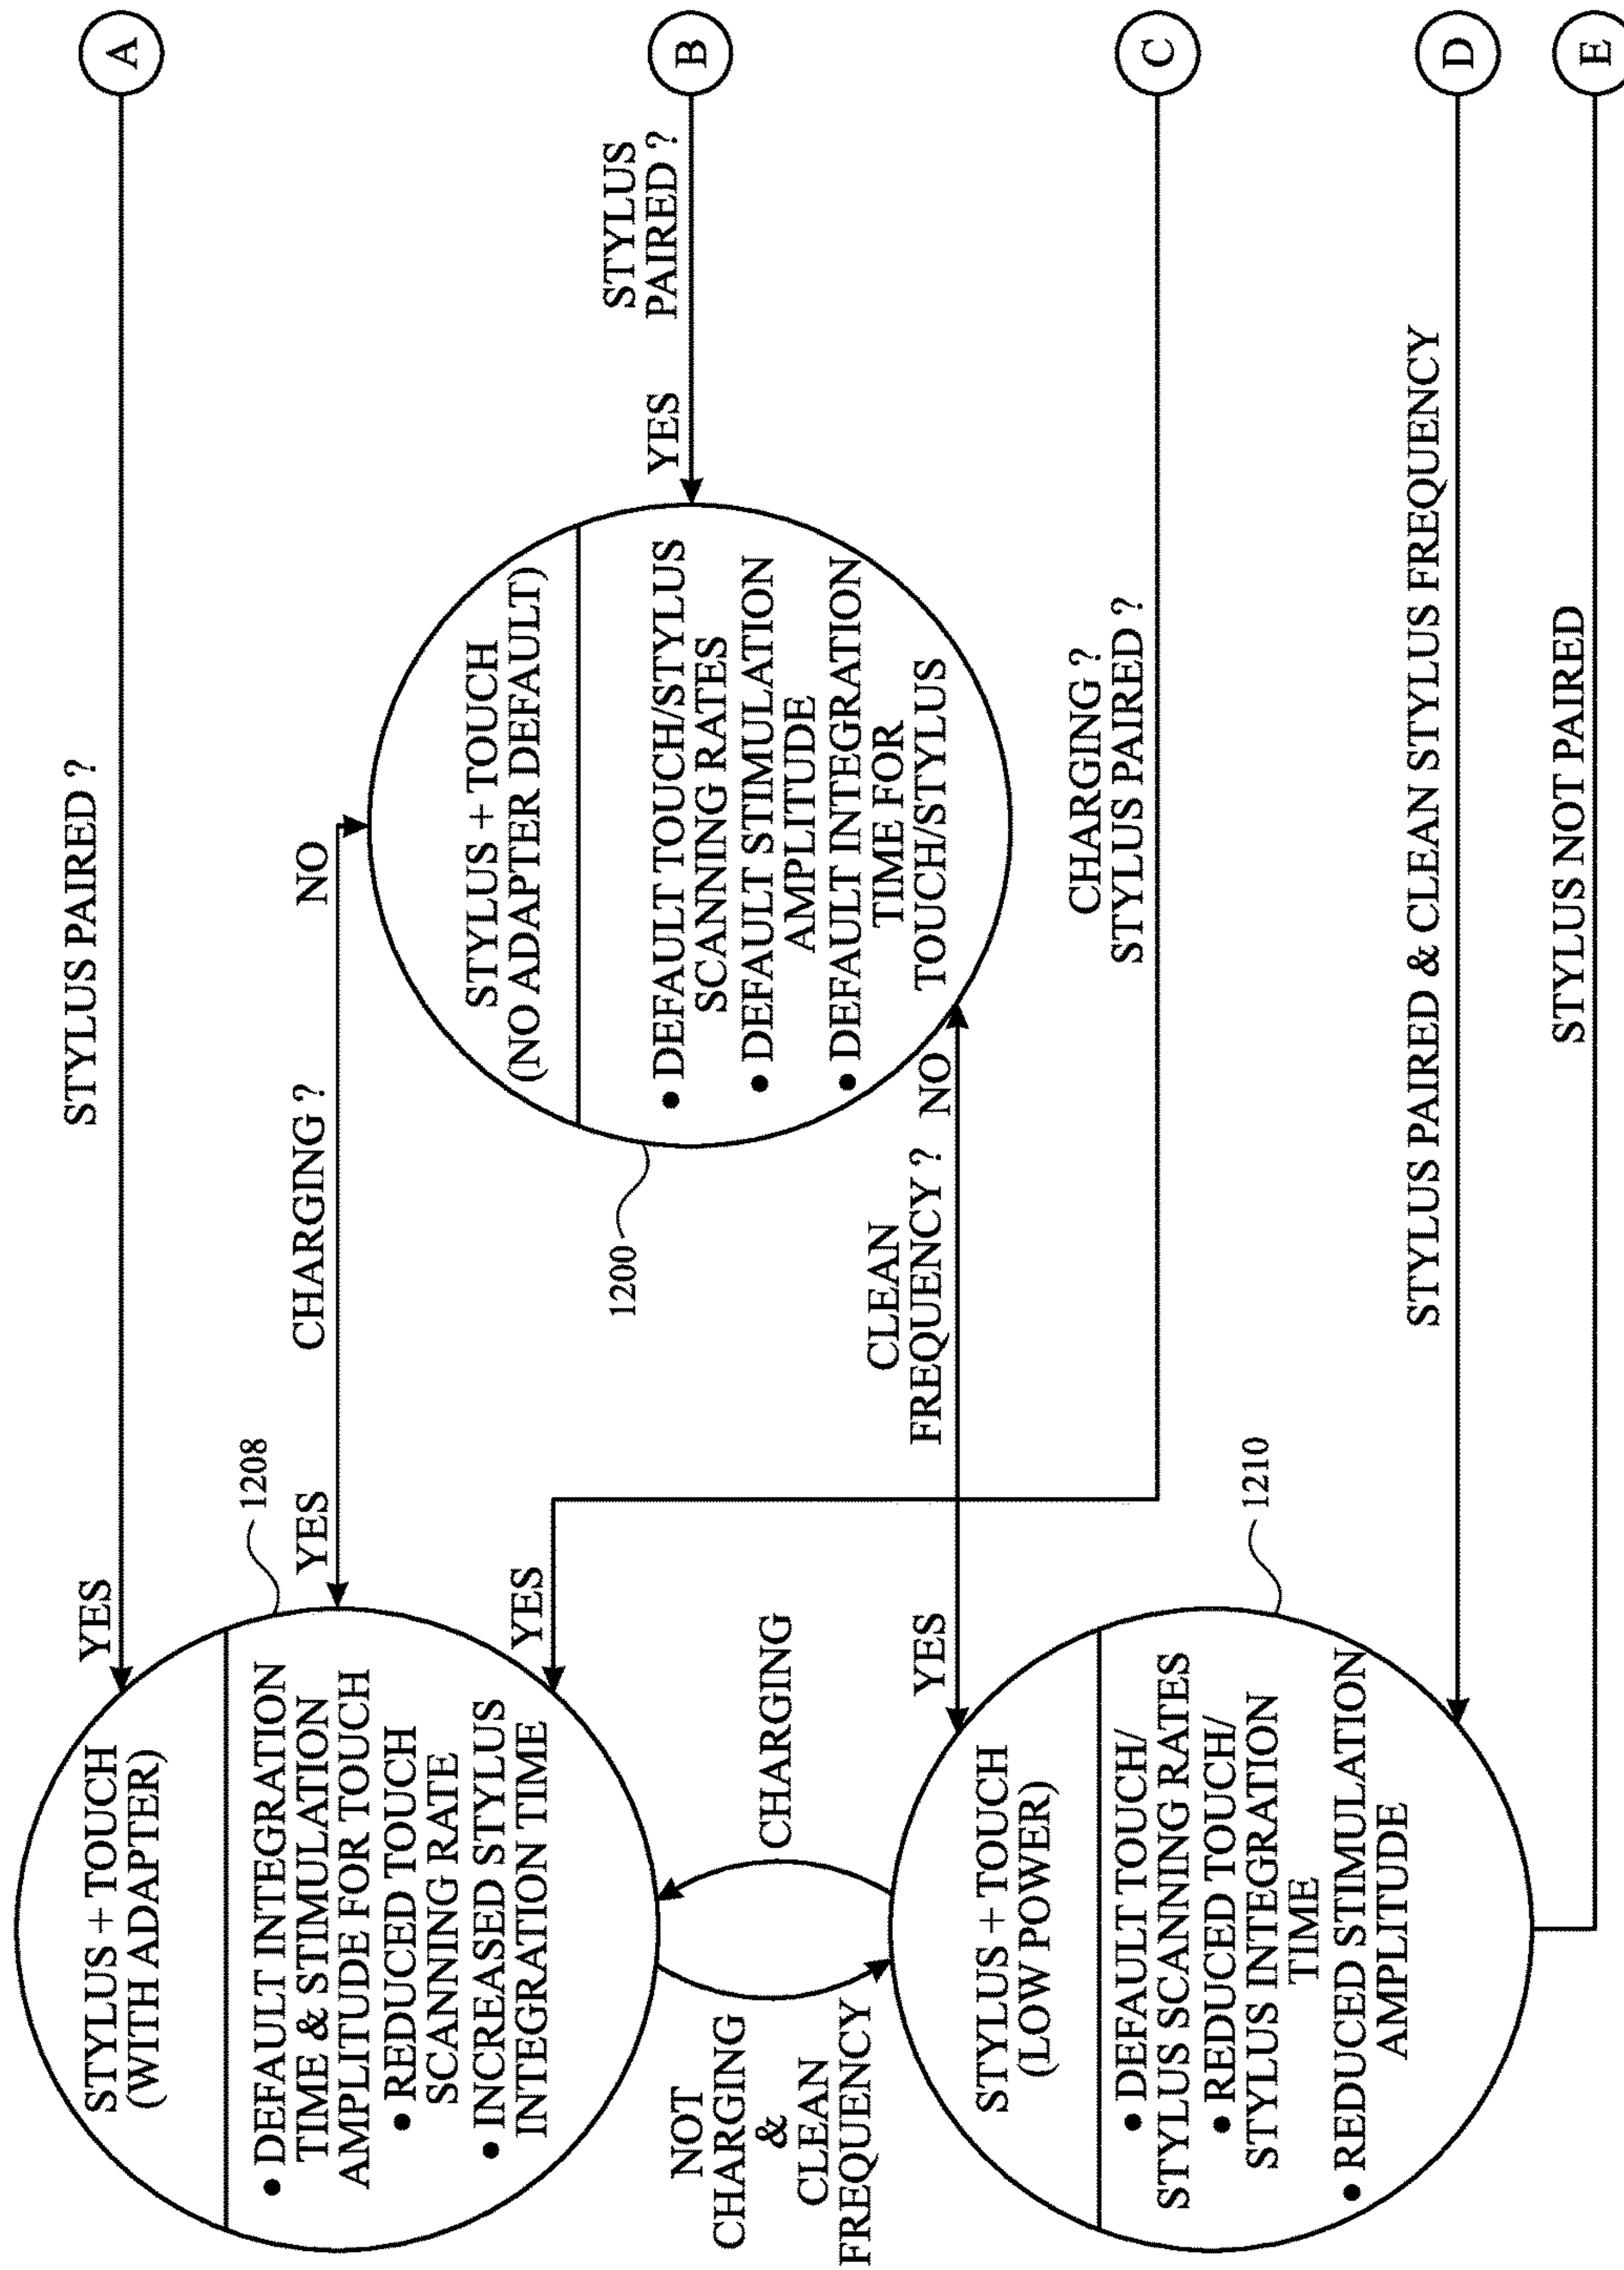 A
STYLUS PAIRED ?
YES
STYLUS + TOUCH
(WITH ADAPTER)
• DEFAULT INTEGRATION
TIME & STIMULATION
AMPLITUDE FOR TOUCH
• REDUCED TOUCH
SCANNING RATE
• INCREASED STYLUS
INTEGRATION TIME
1208
YES
CHARGING ?
NO
STYLUS + TOUCH
(NO ADAPTER DEFAULT)
• DEFAULT TOUCH/STYLUS
SCANNING RATES
• DEFAULT STIMULATION
AMPLITUDE
• DEFAULT INTEGRATION
TIME FOR
TOUCH/STYLUS
1200
YES
STYLUS
PAIRED ?
B
YES
NOT
CHARGING
&
CLEAN
FREQUENCY
CHARGING
YES
CLEAN
FREQUENCY ?
NO
CHARGING ?
STYLUS PAIRED ?
C
STYLUS + TOUCH
(LOW POWER)
• DEFAULT TOUCH/
STYLUS SCANNING RATES
• REDUCED TOUCH/
STYLUS INTEGRATION
TIME
• REDUCED STIMULATION
AMPLITUDE
1210
STYLUS PAIRED & CLEAN STYLUS FREQUENCY
D
STYLUS NOT PAIRED
E